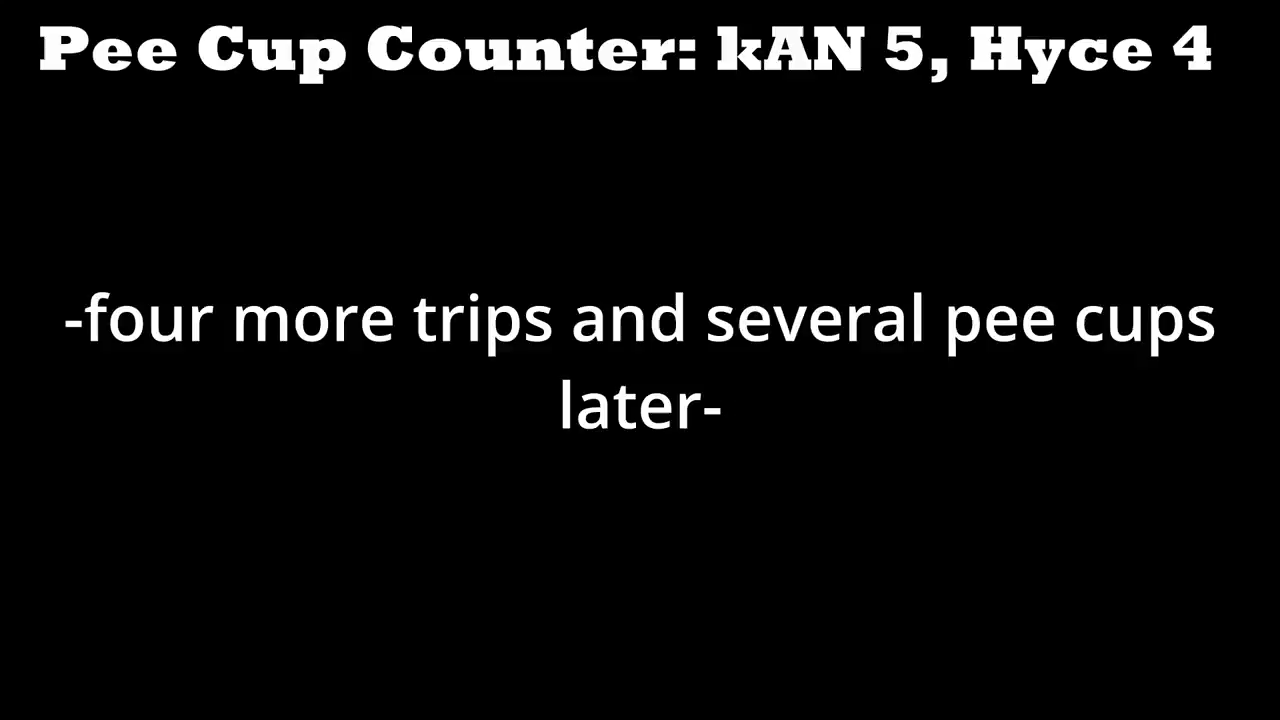 Pee Cup Counter: kAN 5, Hyce 4
-four more trips and several pee cups
later-